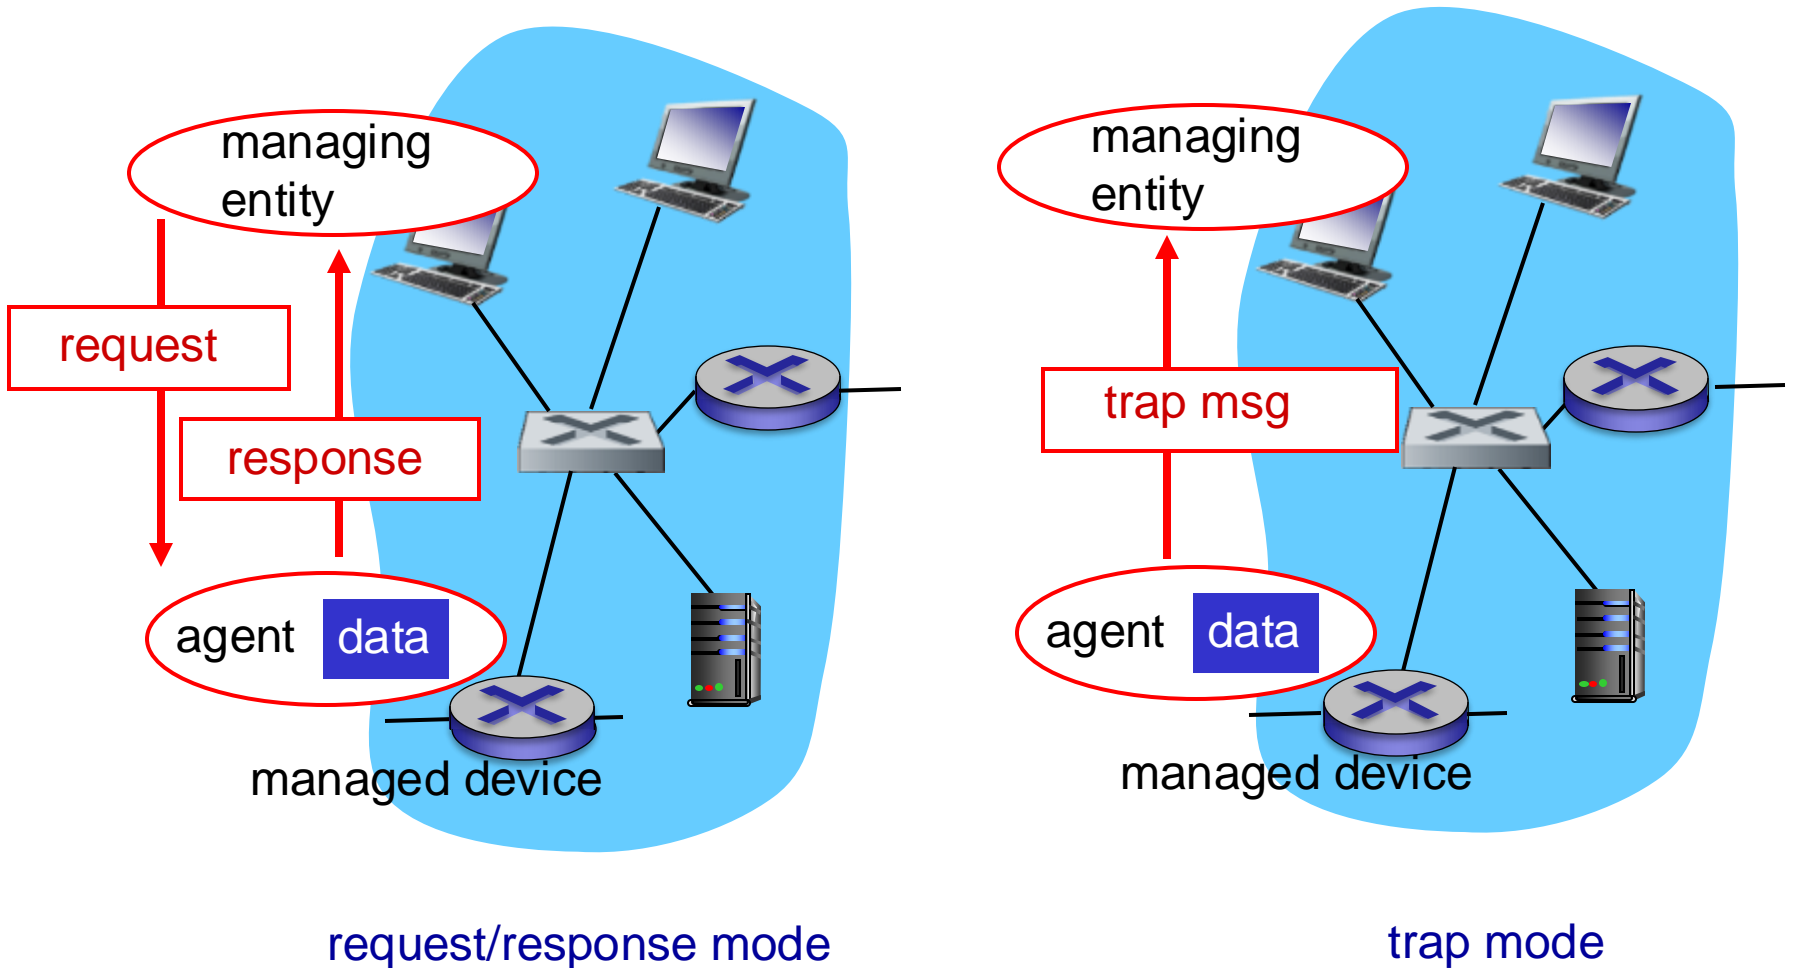 managing
entity
request
response
agent data
managed device
request/response mode
managing
entity
trap msg
agent data
managed device
trap mode